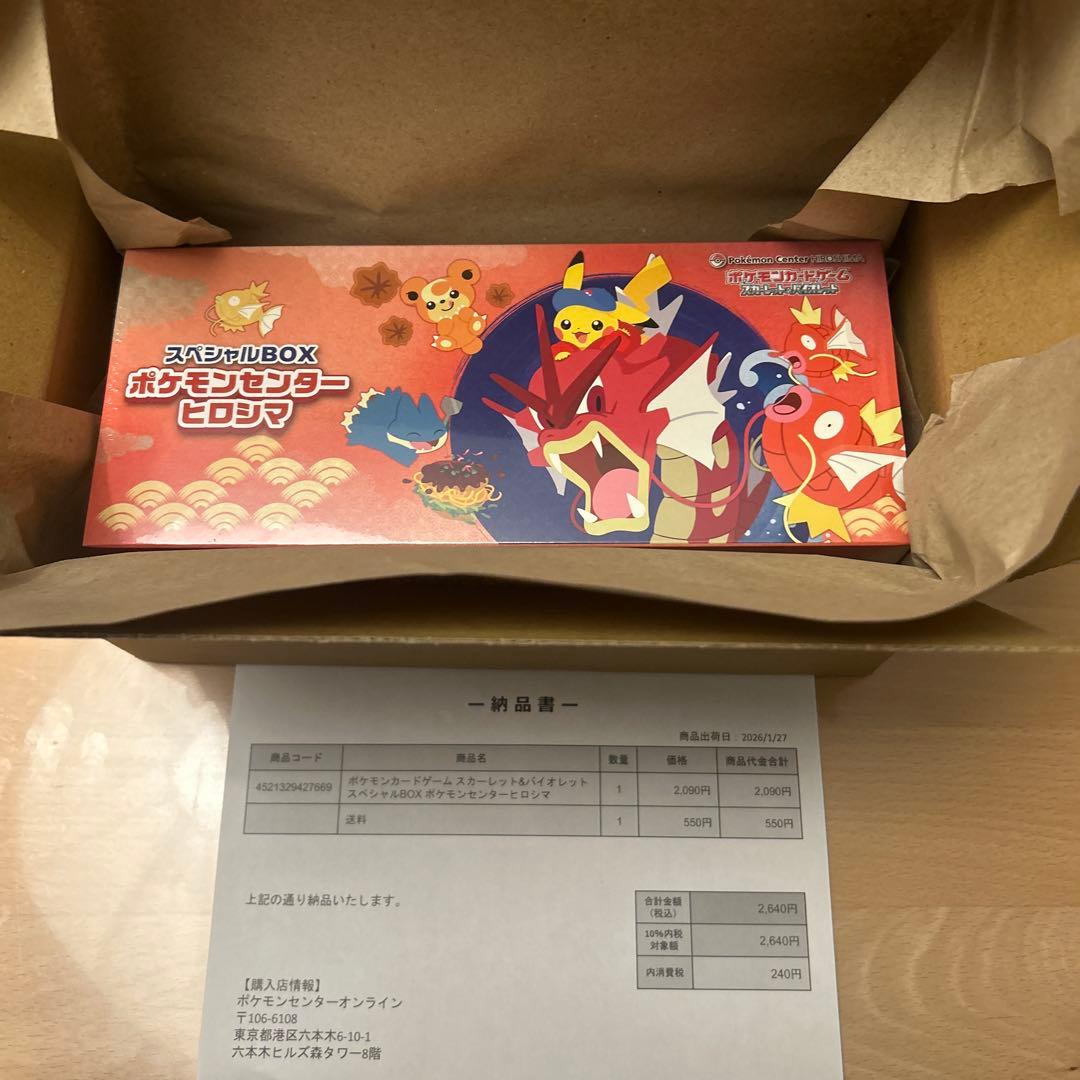 Pokémon Center HIROSHIMA
ポケモンカードゲーム
スカーレット&バイオレット
スペシャルBOX
ポケモンセンター
ヒロシマ
ー納品書ー
商品出荷日：2026/1/27
商品コード 商品名 数量 価格 商品代金合計
4521329427669 ポケモンカードゲーム スカーレット&バイオレット 1 2,090円 2,090円
スペシャルBOX ポケモンセンターヒロシマ
送料 1 550円 550円
上記の通り納品いたします。
合計金額 2,640円
（税込）
10%内税 2,640円
対象額
内消費税 240円
【購入店情報】
ポケモンセンターオンライン
〒106-6108
東京都港区六本木6-10-1
六本木ヒルズ森タワー8階